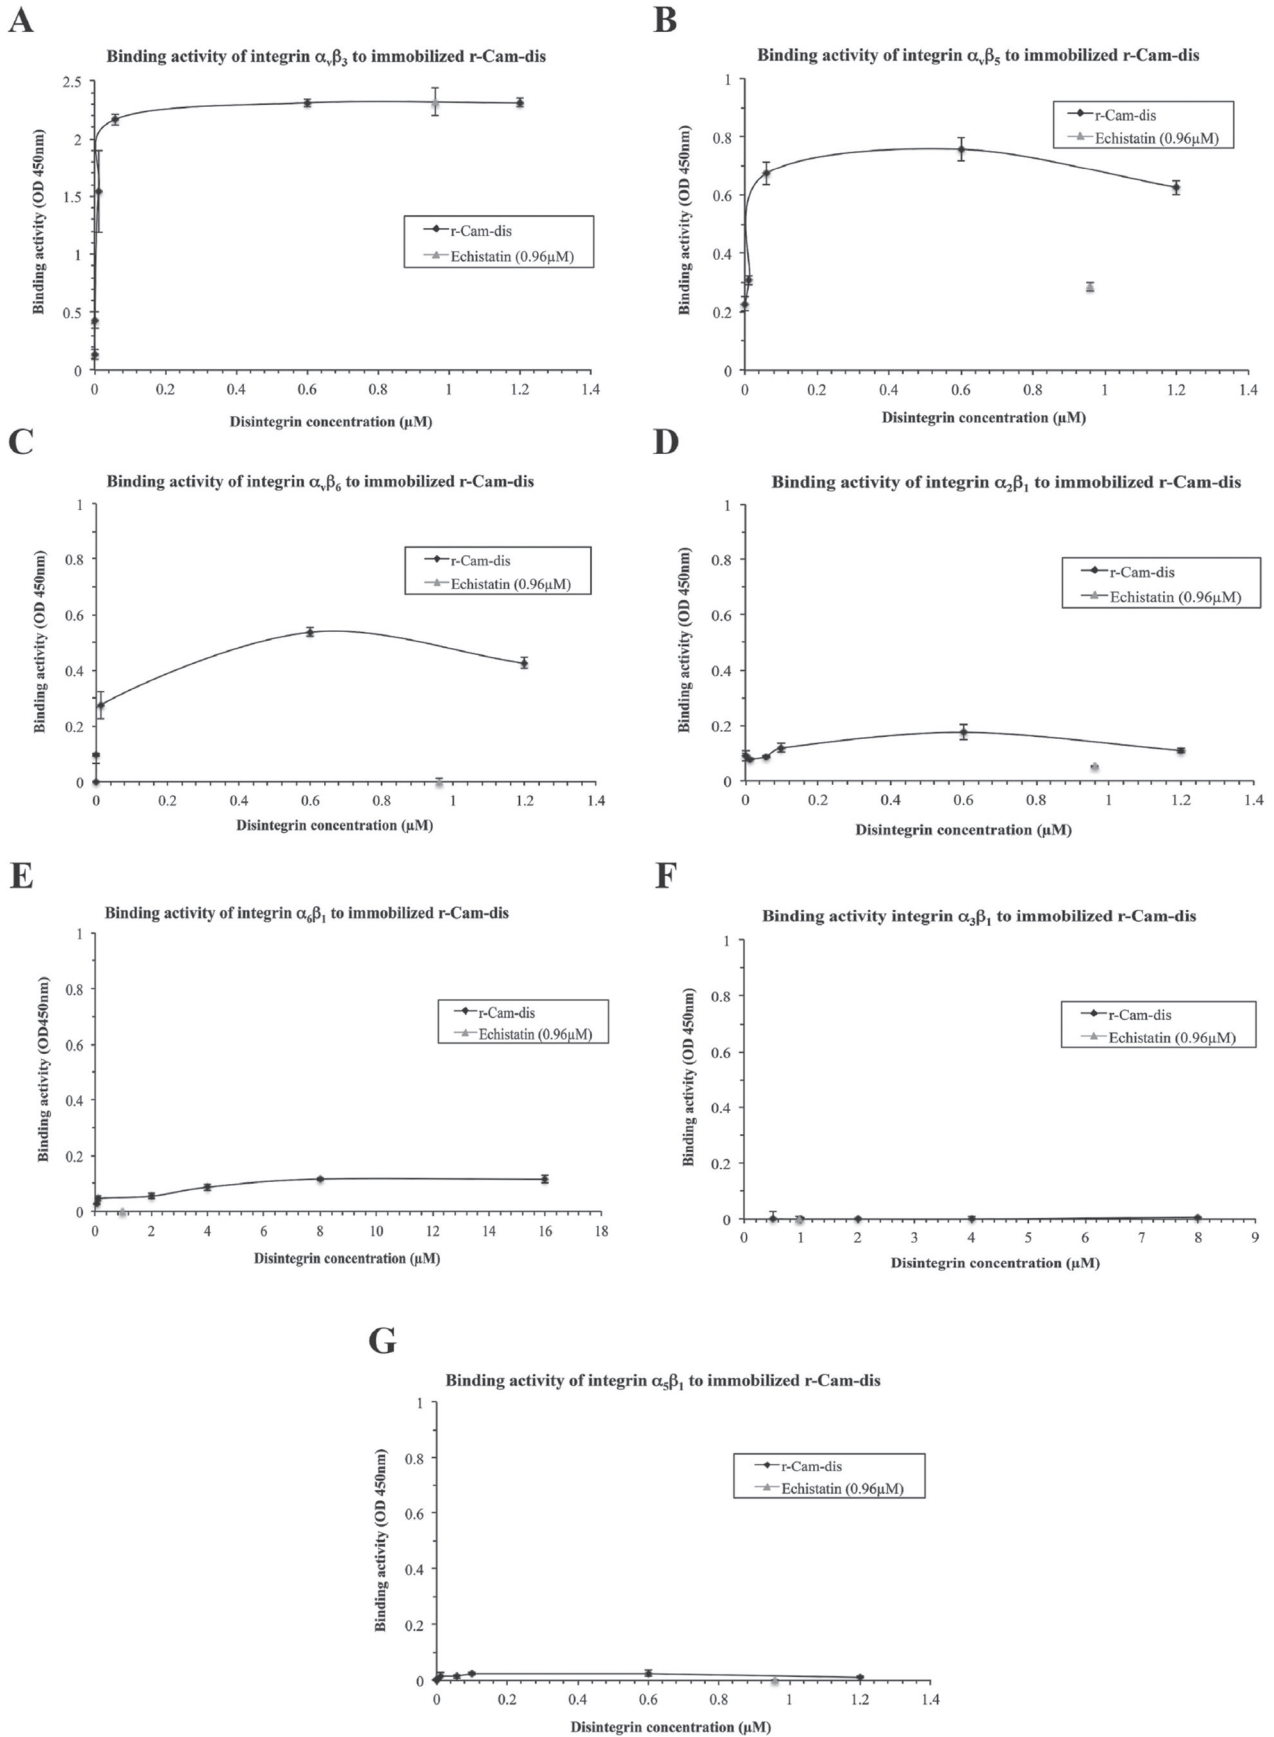 A
Binding activity of integrin αvβ3 to immobilized r-Cam-dis
Binding activity (OD 450nm)
2.5
2
1.5
1
0.5
0
r-Cam-dis
Echistatin (0.96µM)
0 0.2 0.4 0.6 0.8 1 1.2 1.4
Disintegrin concentration (µM)
B
Binding activity of integrin αvβ5 to immobilized r-Cam-dis
Binding activity (OD 450nm)
1
0.8
0.6
0.4
0.2
0
r-Cam-dis
Echistatin (0.96µM)
0 0.2 0.4 0.6 0.8 1 1.2 1.4
Disintegrin concentration (µM)
C
Binding activity of integrin αvβ6 to immobilized r-Cam-dis
Binding activity (OD 450nm)
1
0.8
0.6
0.4
0.2
0
r-Cam-dis
Echistatin (0.96µM)
0 0.2 0.4 0.6 0.8 1 1.2 1.4
Disintegrin concentration (µM)
D
Binding activity of integrin α2β1 to immobilized r-Cam-dis
Binding activity (OD 450nm)
1
0.8
0.6
0.4
0.2
0
r-Cam-dis
Echistatin (0.96µM)
0 0.2 0.4 0.6 0.8 1 1.2 1.4
Disintegrin concentration (µM)
E
Binding activity of integrin α6β1 to immobilized r-Cam-dis
Binding activity (OD450nm)
1
0.8
0.6
0.4
0.2
0
r-Cam-dis
Echistatin (0.96µM)
0 2 4 6 8 10 12 14 16 18
Disintegrin concentration (µM)
F
Binding activity integrin α3β1 to immobilized r-Cam-dis
Binding activity (OD 450nm)
1
0.8
0.6
0.4
0.2
0
r-Cam-dis
Echistatin (0.96µM)
0 1 2 3 4 5 6 7 8 9
Disintegrin concentration (µM)
G
Binding activity of integrin α5β1 to immobilized r-Cam-dis
Binding activity (OD 450nm)
1
0.8
0.6
0.4
0.2
0
r-Cam-dis
Echistatin (0.96µM)
0 0.2 0.4 0.6 0.8 1 1.2 1.4
Disintegrin concentration (µM)